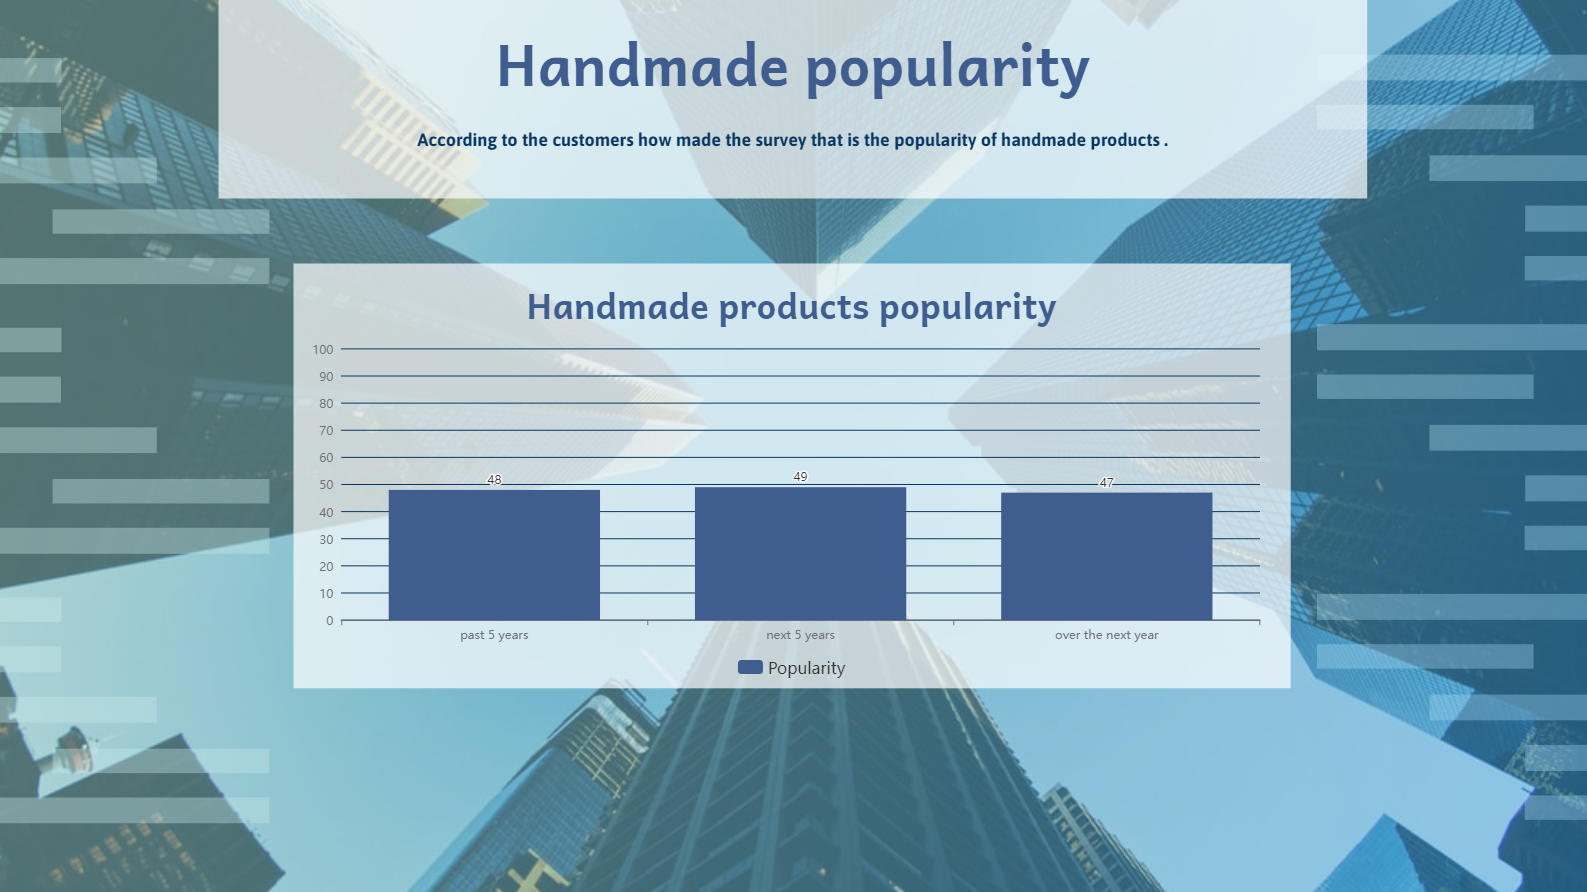 Handmade popularity
According to the customers how made the survey that is the popularity of handmade products .
Handmade products popularity
100
90
80
70
60
50
40
30
20
10
0
48
49
47
past 5 years
next 5 years
over the next year
Popularity